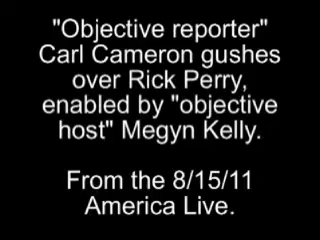 "Objective reporter"
Carl Cameron gushes
over Rick Perry,
enabled by "objective
host" Megyn Kelly.
From the 8/15/11
America Live.